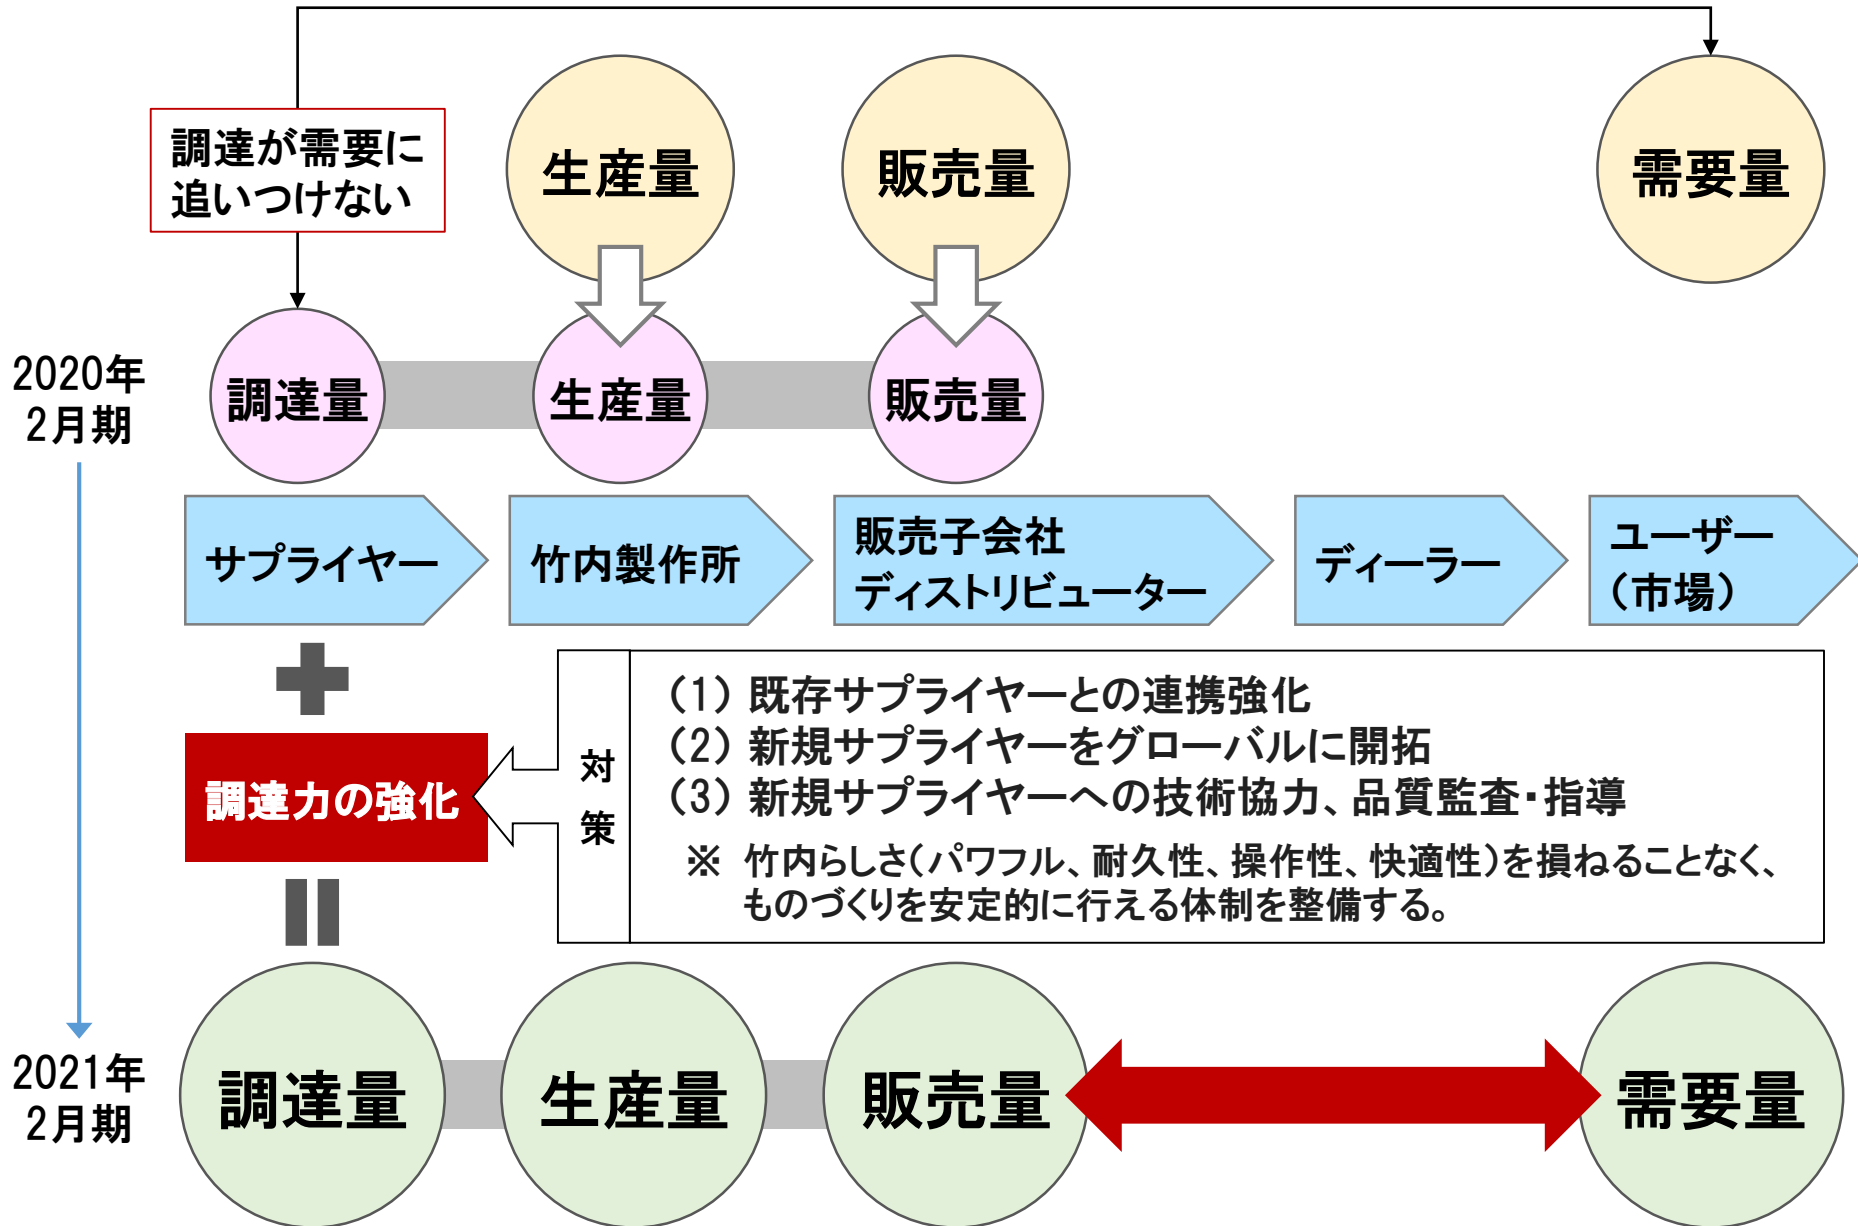 調達が需要に
追いつけない
生産量
販売量
需要量
2020年
2月期
調達量
生産量
販売量
サプライヤー
竹内製作所
販売子会社
ディストリビューター
ディーラー
ユーザー
(市場)
調達力の強化
対策
(1) 既存サプライヤーとの連携強化
(2) 新規サプライヤーをグローバルに開拓
(3) 新規サプライヤーへの技術協力、品質監査・指導
※ 竹内らしさ(パワフル、耐久性、操作性、快適性)を損ねることなく、
ものづくりを安定的に行える体制を整備する。
2021年
2月期
調達量
生産量
販売量
需要量